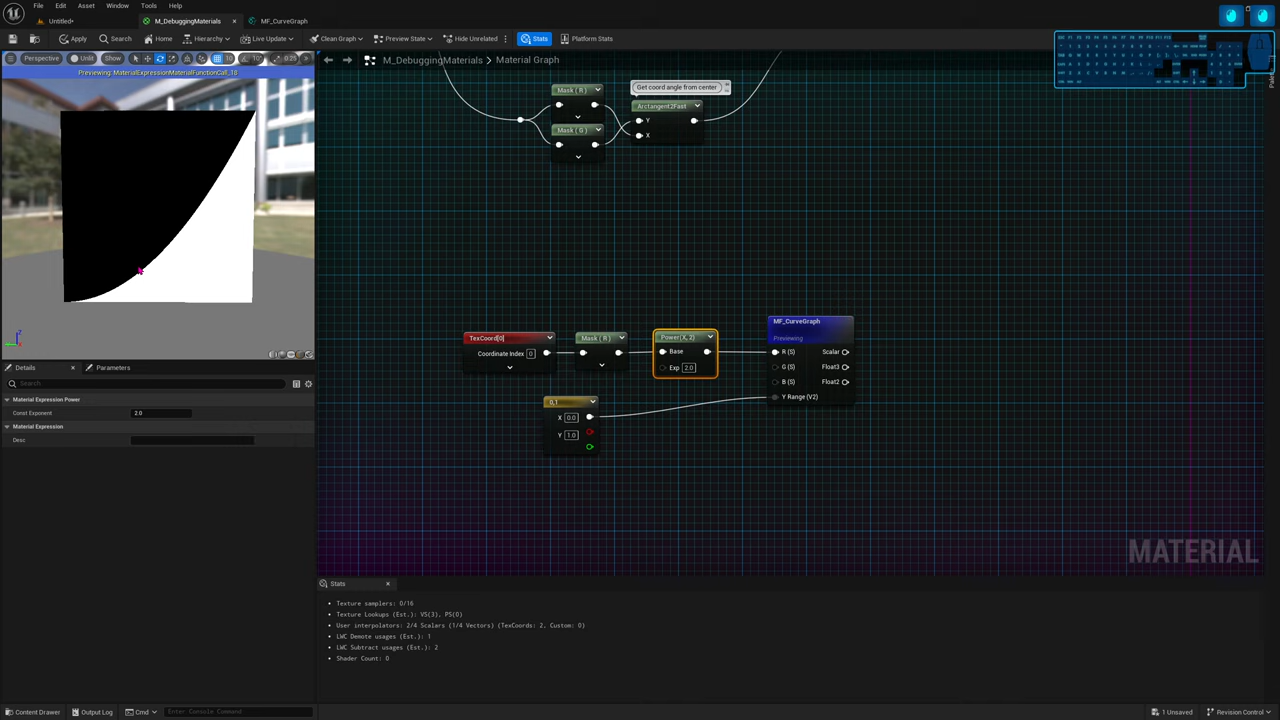 File Edit Asset Window Tools Help
Untitled•
M_DebuggingMaterials
MF_CurveGraph
Apply
Search
Home
Hierarchy
Live Update
Clean Graph
Preview State
Hide Unrelated
Stats
Platform Stats
Perspective
Unlit
Show
10
10°
0.25
Previewing: MaterialExpressionMaterialFunctionCall_18
M_DebuggingMaterials > Material Graph
Mask ( R )
Get coord angle from center
Arctangent2Fast
Y
X
Mask ( G )
TexCoord[0]
Coordinate Index 0
Mask ( R )
Power(X, 2)
Base
Exp 2.0
MF_CurveGraph
Previewing
R (S) Scalar
G (S) Float3
B (S) Float2
Y Range (V2)
0,1
X 0.0
Y 1.0
MATERIAL
Details
Parameters
Search
Material Expression Power
Const Exponent 2.0
Material Expression
Desc
Stats
Texture samplers: 0/16
Texture Lookups (Est.): VS(3), PS(0)
User interpolators: 2/4 Scalars (1/4 Vectors) (TexCoords: 2, Custom: 0)
LWC Demote usages (Est.): 1
LWC Subtract usages (Est.): 2
Shader Count: 0
Content Drawer
Output Log
Cmd
Enter Console Command
1 Unsaved
Revision Control